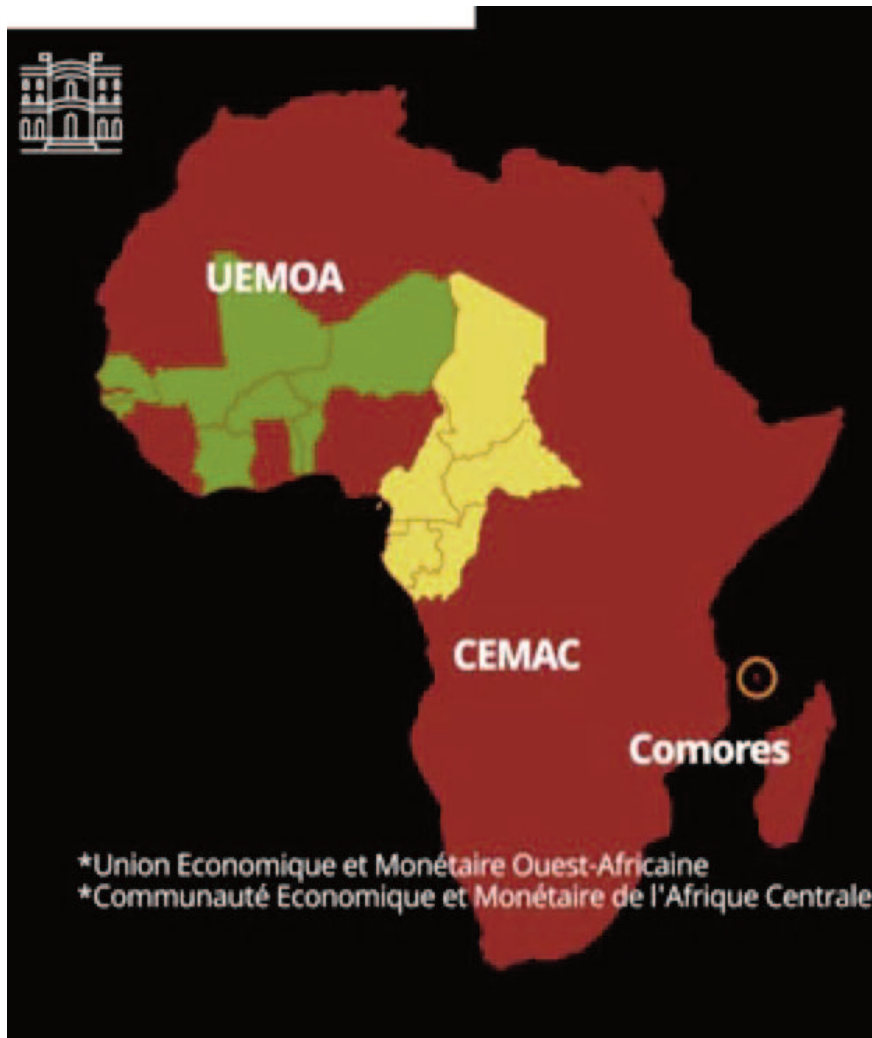 UEMOA
CEMAC
Comores
*Union Economique et Monétaire Ouest-Africaine
*Communauté Economique et Monétaire de l'Afrique Centrale